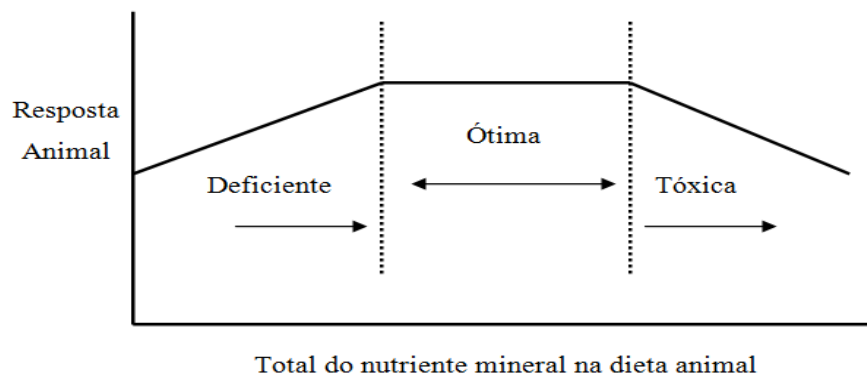 Resposta
Animal
Ótima
Deficiente
Tóxica
Total do nutriente mineral na dieta animal